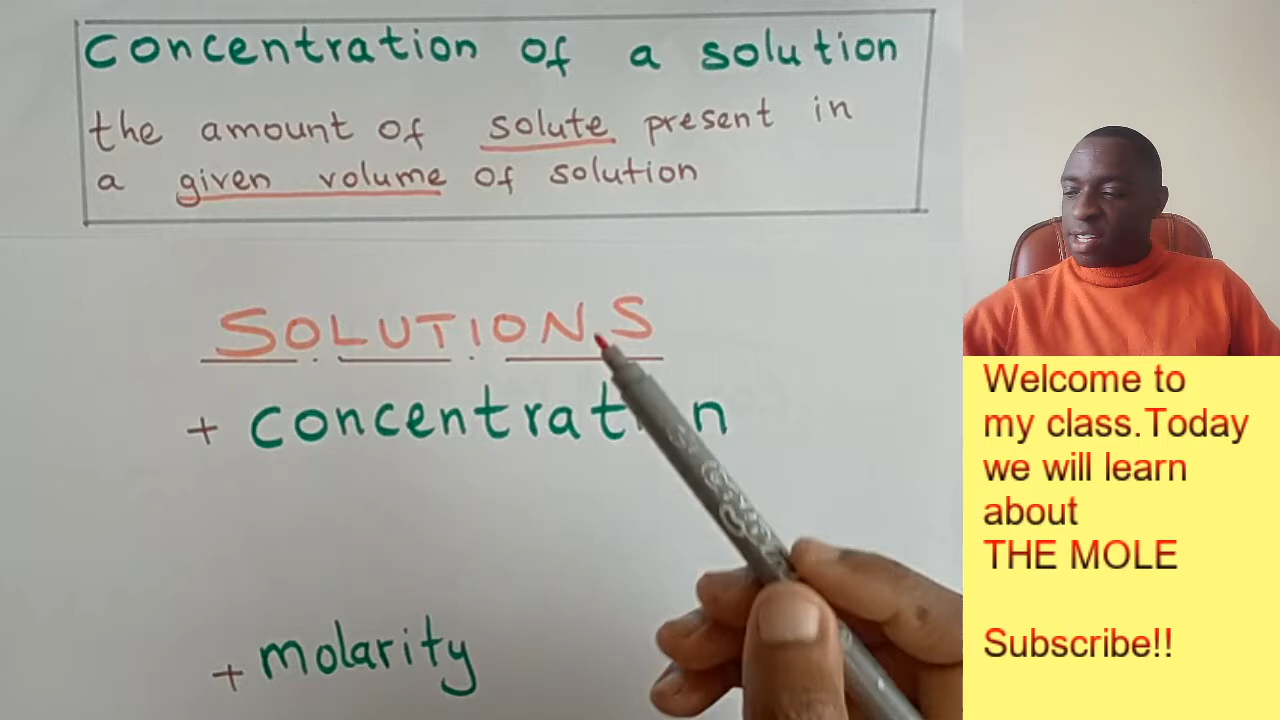 Concentration of a solution
the amount of solute present in
a given volume of solution
SOLUTIONS
+ concentration
+ molarity
Welcome to
my class.Today
we will learn
about
THE MOLE
Subscribe!!